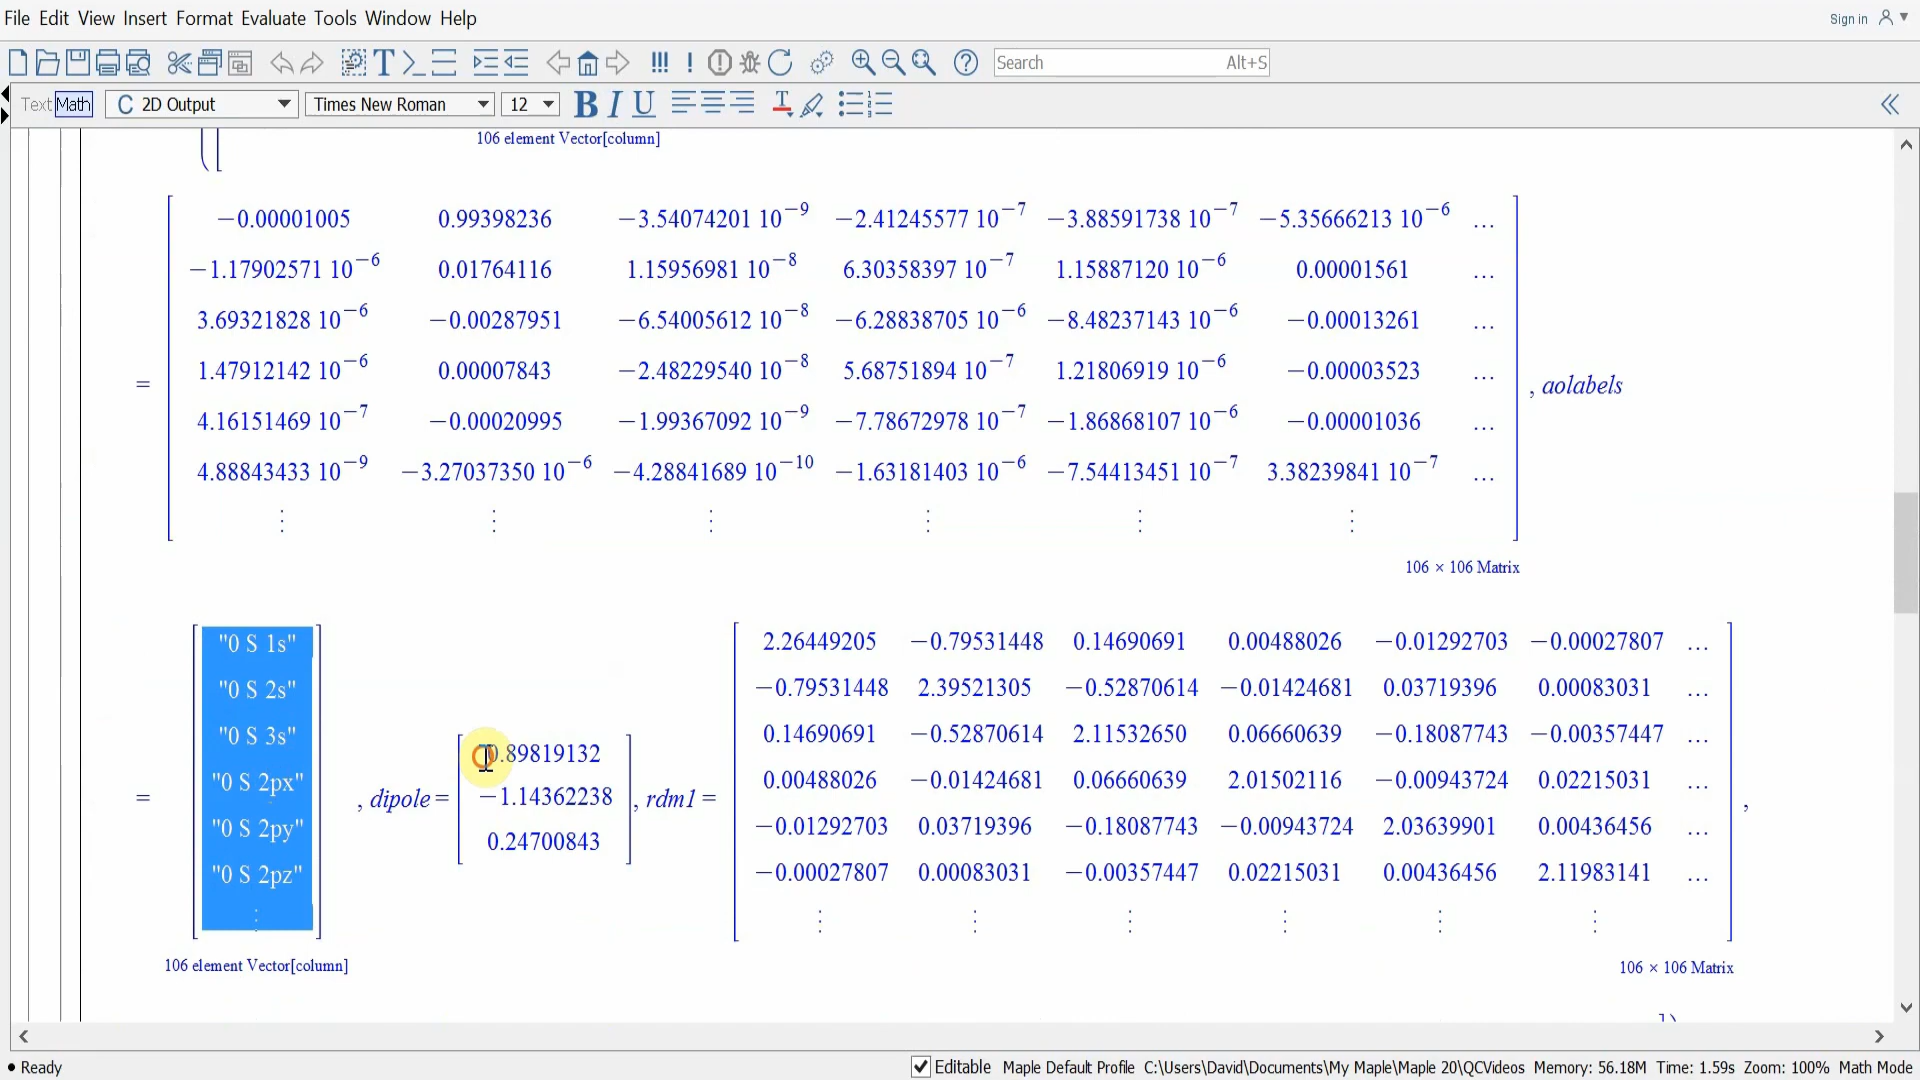 File Edit View Insert Format Evaluate Tools Window Help Sign in
Search Alt+S
Text Math C 2D Output Times New Roman 12 B I U
106 element Vector[column]
−0.00001005 0.99398236 −3.54074201 10^−9 −2.41245577 10^−7 −3.88591738 10^−7 −5.35666213 10^−6 ...
−1.17902571 10^−6 0.01764116 1.15956981 10^−8 6.30358397 10^−7 1.15887120 10^−6 0.00001561 ...
3.69321828 10^−6 −0.00287951 −6.54005612 10^−8 −6.28838705 10^−6 −8.48237143 10^−6 −0.00013261 ...
1.47912142 10^−6 0.00007843 −2.48229540 10^−8 5.68751894 10^−7 1.21806919 10^−6 −0.00003523 ...
= , aolabels
4.16151469 10^−7 −0.00020995 −1.99367092 10^−9 −7.78672978 10^−7 −1.86868107 10^−6 −0.00001036 ...
4.88843433 10^−9 −3.27037350 10^−6 −4.28841689 10^−10 −1.63181403 10^−6 −7.54413451 10^−7 3.38239841 10^−7 ...
⋮ ⋮ ⋮ ⋮ ⋮ ⋮
106 × 106 Matrix
"0 S 1s" 2.26449205 −0.79531448 0.14690691 0.00488026 −0.01292703 −0.00027807 ...
"0 S 2s" −0.79531448 2.39521305 −0.52870614 −0.01424681 0.03719396 0.00083031 ...
"0 S 3s" 0.89819132 0.14690691 −0.52870614 2.11532650 0.06660639 −0.18087743 −0.00357447 ...
"0 S 2px" 0.00488026 −0.01424681 0.06660639 2.01502116 −0.00943724 0.02215031 ...
= , dipole = −1.14362238 , rdm1 = ,
"0 S 2py" 0.24700843 −0.01292703 0.03719396 −0.18087743 −0.00943724 2.03639901 0.00436456 ...
"0 S 2pz" −0.00027807 0.00083031 −0.00357447 0.02215031 0.00436456 2.11983141 ...
⋮ ⋮ ⋮ ⋮ ⋮ ⋮ ⋮
106 element Vector[column] 106 × 106 Matrix
Ready Editable Maple Default Profile C:\Users\David\Documents\My Maple\Maple 20\QCVideos Memory: 56.18M Time: 1.59s Zoom: 100% Math Mode